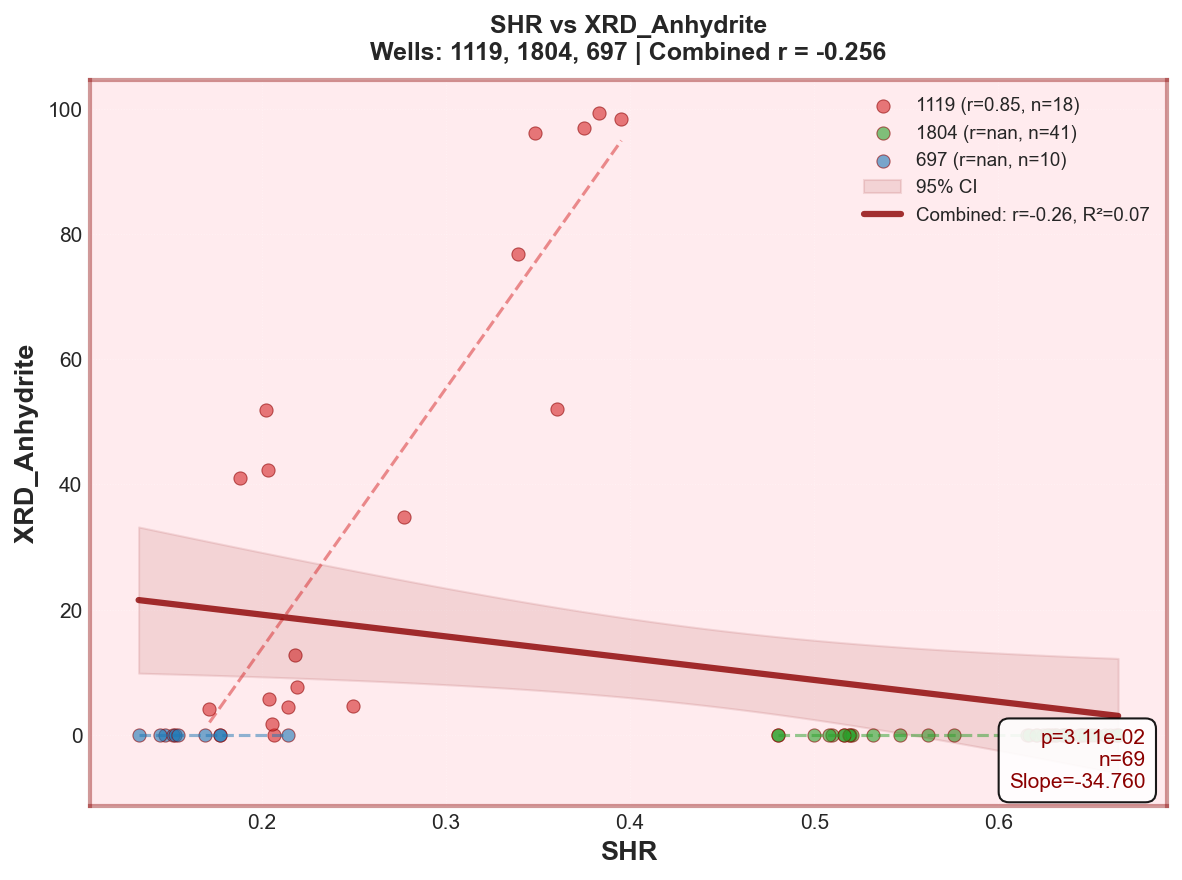 SHR vs XRD_Anhydrite
Wells: 1119, 1804, 697 | Combined r = -0.256
1119 (r=0.85, n=18)
1804 (r=nan, n=41)
697 (r=nan, n=10)
95% CI
Combined: r=-0.26, R²=0.07
XRD_Anhydrite
100
80
60
40
20
0
p=3.11e-02
n=69
Slope=-34.760
0.2
0.3
0.4
0.5
0.6
SHR